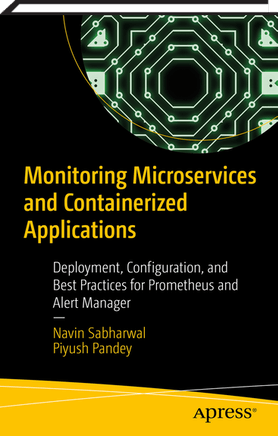 Monitoring Microservices
and Containerized
Applications
Deployment, Configuration, and
Best Practices for Prometheus and
Alert Manager
—
Navin Sabharwal
Piyush Pandey
Apress®